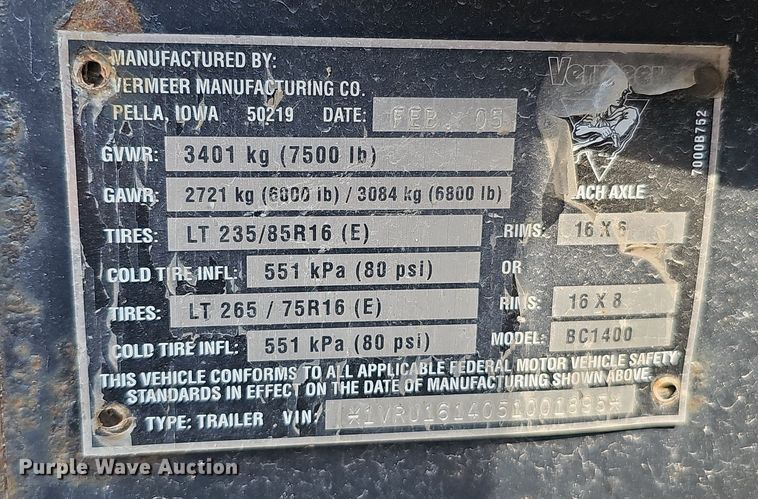 MANUFACTURED BY:
VERMEER MANUFACTURING CO.
PELLA, IOWA 50219 DATE: FEB 05
Vermeer
7000B752
GVWR: 3401 kg (7500 lb)
GAWR: 2721 kg (6000 lb) / 3084 kg (6800 lb) ACH AXLE
TIRES: LT 235/85R16 (E) RIMS: 16 X 6
COLD TIRE INFL: 551 kPa (80 psi) OR
TIRES: LT 265 / 75R16 (E) RIMS: 16 X 8
COLD TIRE INFL: 551 kPa (80 psi) MODEL: BC1400
THIS VEHICLE CONFORMS TO ALL APPLICABLE FEDERAL MOTOR VEHICLE SAFETY
STANDARDS IN EFFECT ON THE DATE OF MANUFACTURING SHOWN ABOVE.
TYPE: TRAILER VIN: *1VRU1614051001895*
Purple Wave Auction